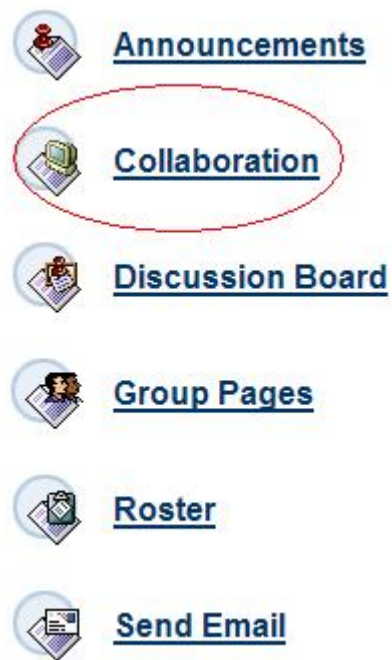 Announcements
Collaboration
Discussion Board
Group Pages
Roster
Send Email